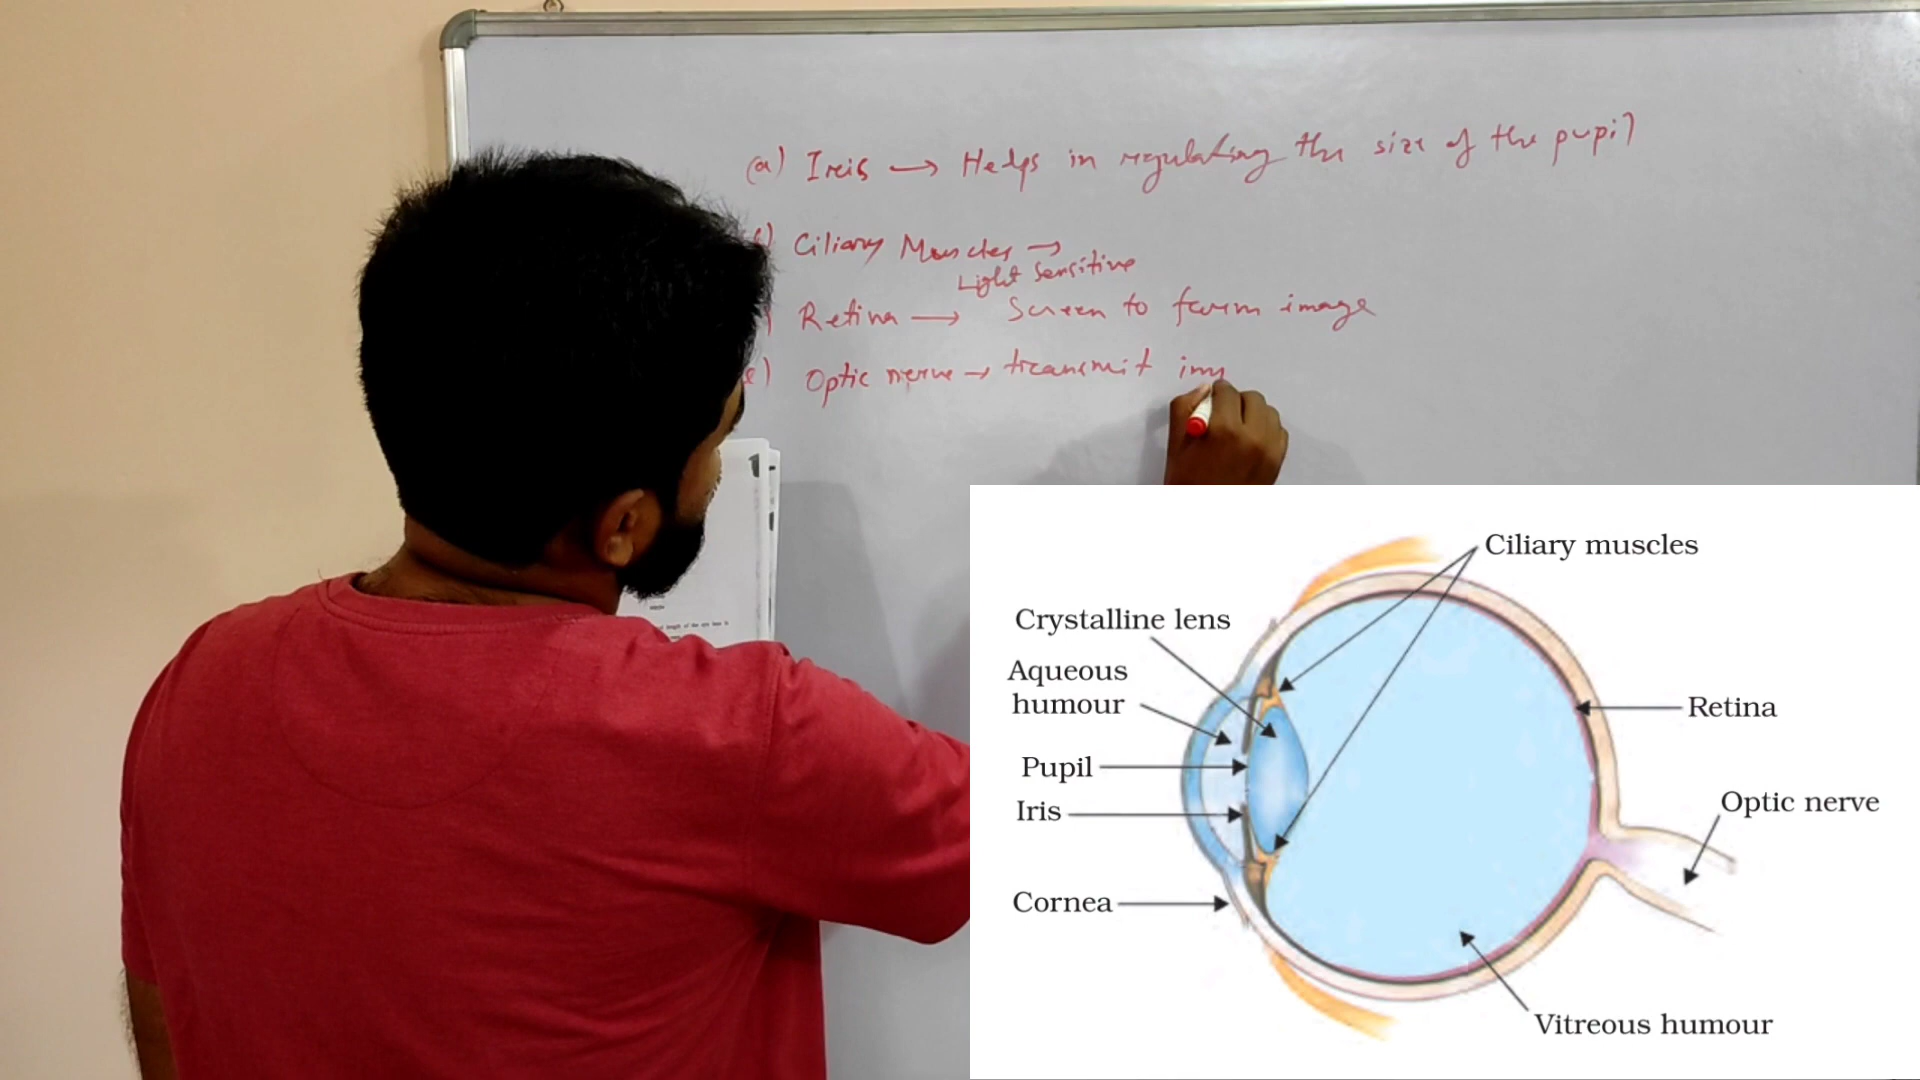 (a) Iris → Helps in regulating the size of the pupil
) Ciliary Muscles →
Light Sensitive
) Retina → Screen to form image
) Optic nerve → transmit im
Ciliary muscles
Crystalline lens
Aqueous
humour
Retina
Pupil
Optic nerve
Iris
Cornea
Vitreous humour